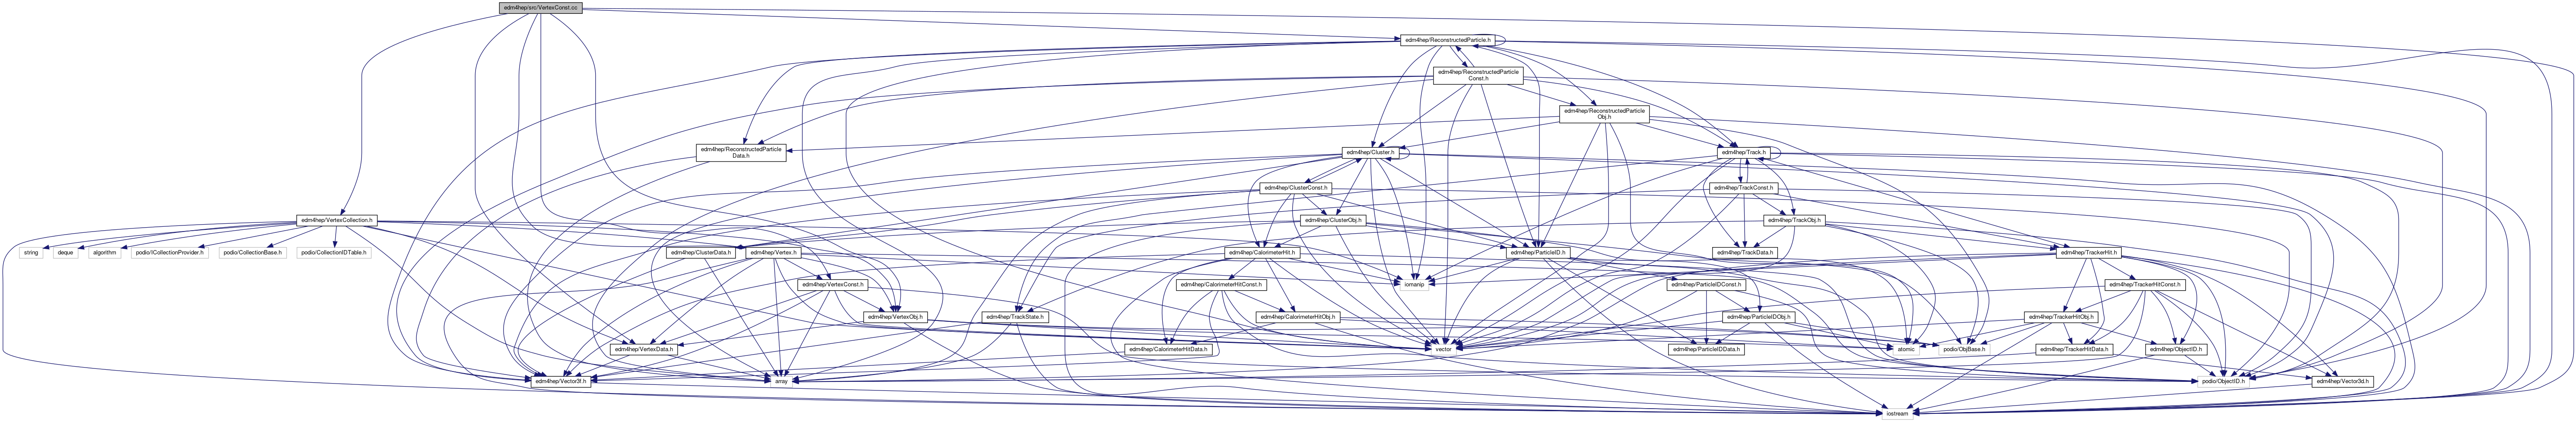 edm4hep/src/VertexConst.cc
edm4hep/ReconstructedParticle.h
edm4hep/ReconstructedParticle
Const.h
edm4hep/ReconstructedParticle
Obj.h
edm4hep/ReconstructedParticle
Data.h
edm4hep/Cluster.h
edm4hep/Track.h
edm4hep/ClusterConst.h
edm4hep/TrackConst.h
edm4hep/VertexCollection.h
edm4hep/ClusterObj.h
edm4hep/TrackObj.h
string
deque
algorithm
podio/ICollectionProvider.h
podio/CollectionBase.h
podio/CollectionIDTable.h
edm4hep/ClusterData.h
edm4hep/Vertex.h
edm4hep/CalorimeterHit.h
edm4hep/ParticleID.h
edm4hep/TrackData.h
edm4hep/TrackerHit.h
edm4hep/VertexConst.h
edm4hep/CalorimeterHitConst.h
iomanip
edm4hep/ParticleIDConst.h
edm4hep/TrackerHitConst.h
edm4hep/VertexObj.h
edm4hep/TrackState.h
edm4hep/CalorimeterHitObj.h
edm4hep/ParticleIDObj.h
edm4hep/TrackerHitObj.h
edm4hep/VertexData.h
edm4hep/CalorimeterHitData.h
vector
edm4hep/ParticleIDData.h
atomic
podio/ObjBase.h
edm4hep/TrackerHitData.h
edm4hep/ObjectID.h
edm4hep/Vector3f.h
array
podio/ObjectID.h
edm4hep/Vector3d.h
iostream